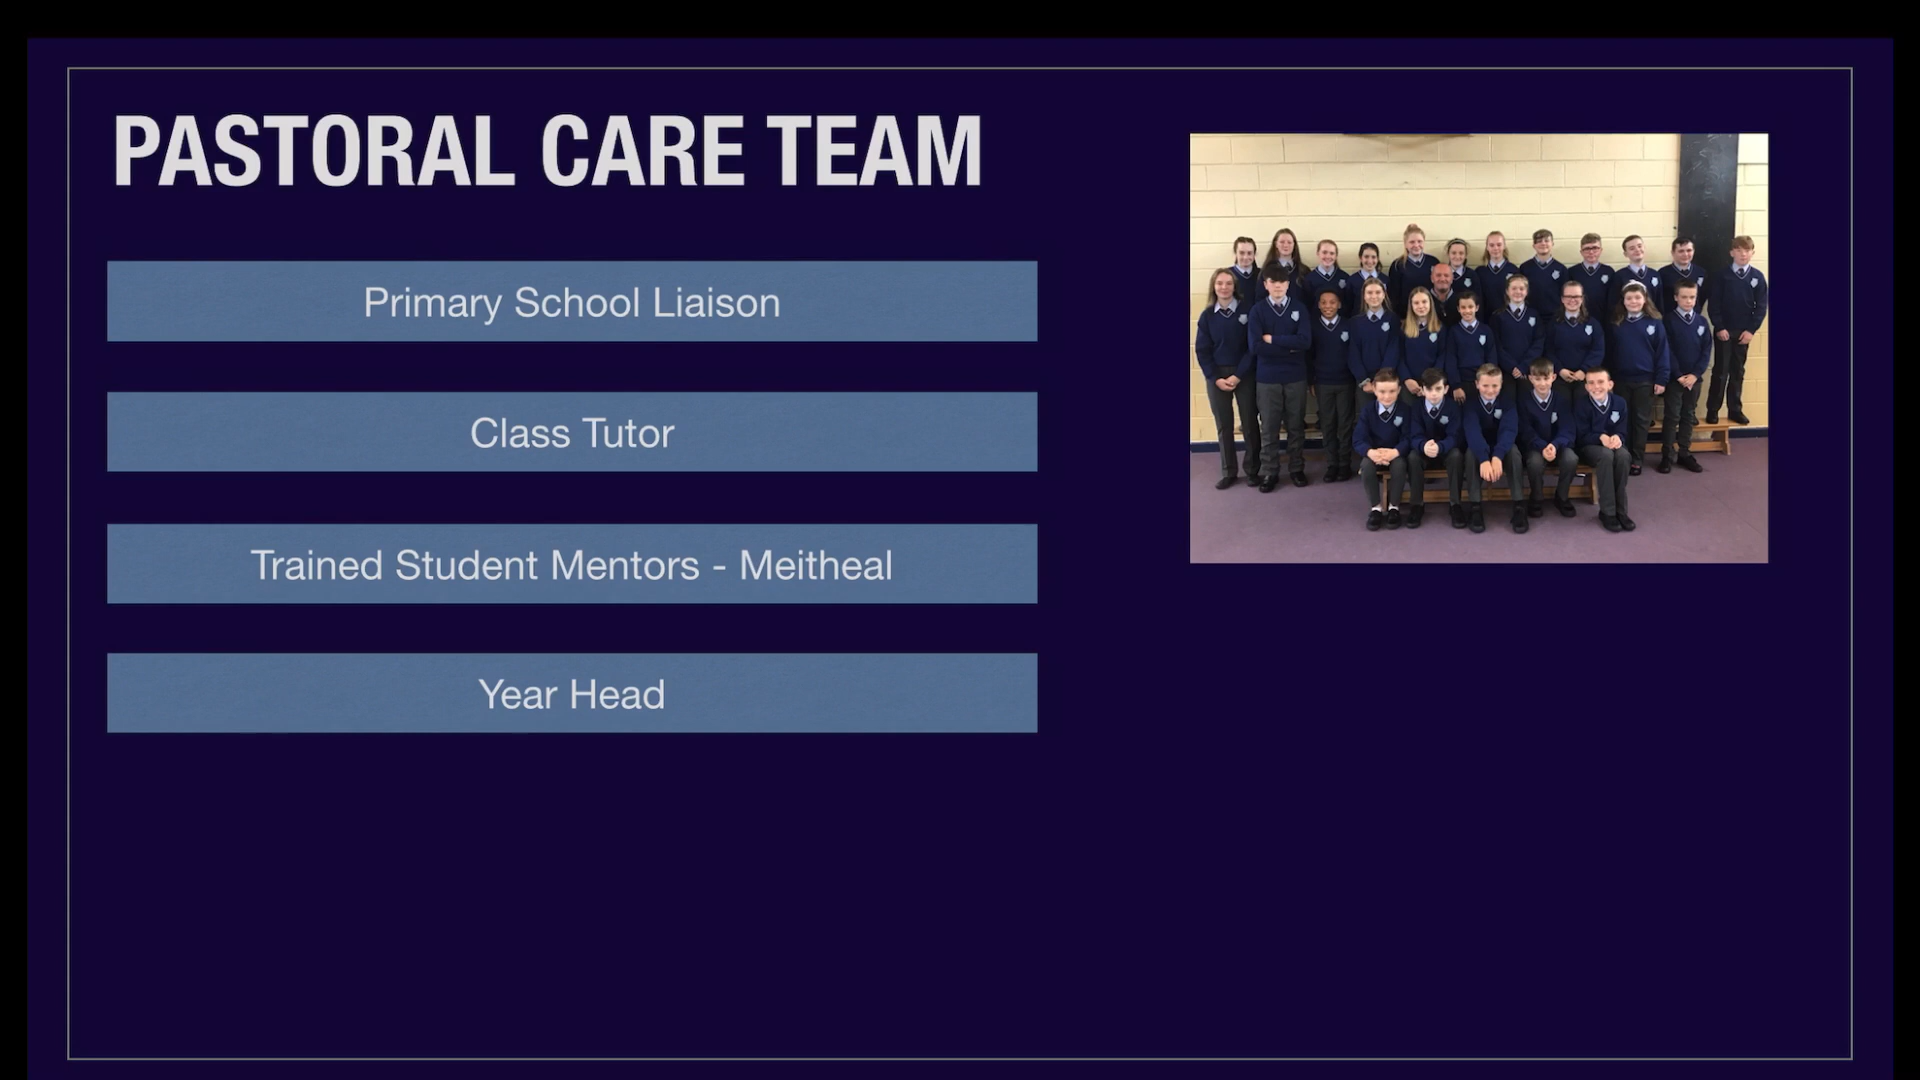 PASTORAL CARE TEAM
Primary School Liaison
Class Tutor
Trained Student Mentors - Meitheal
Year Head